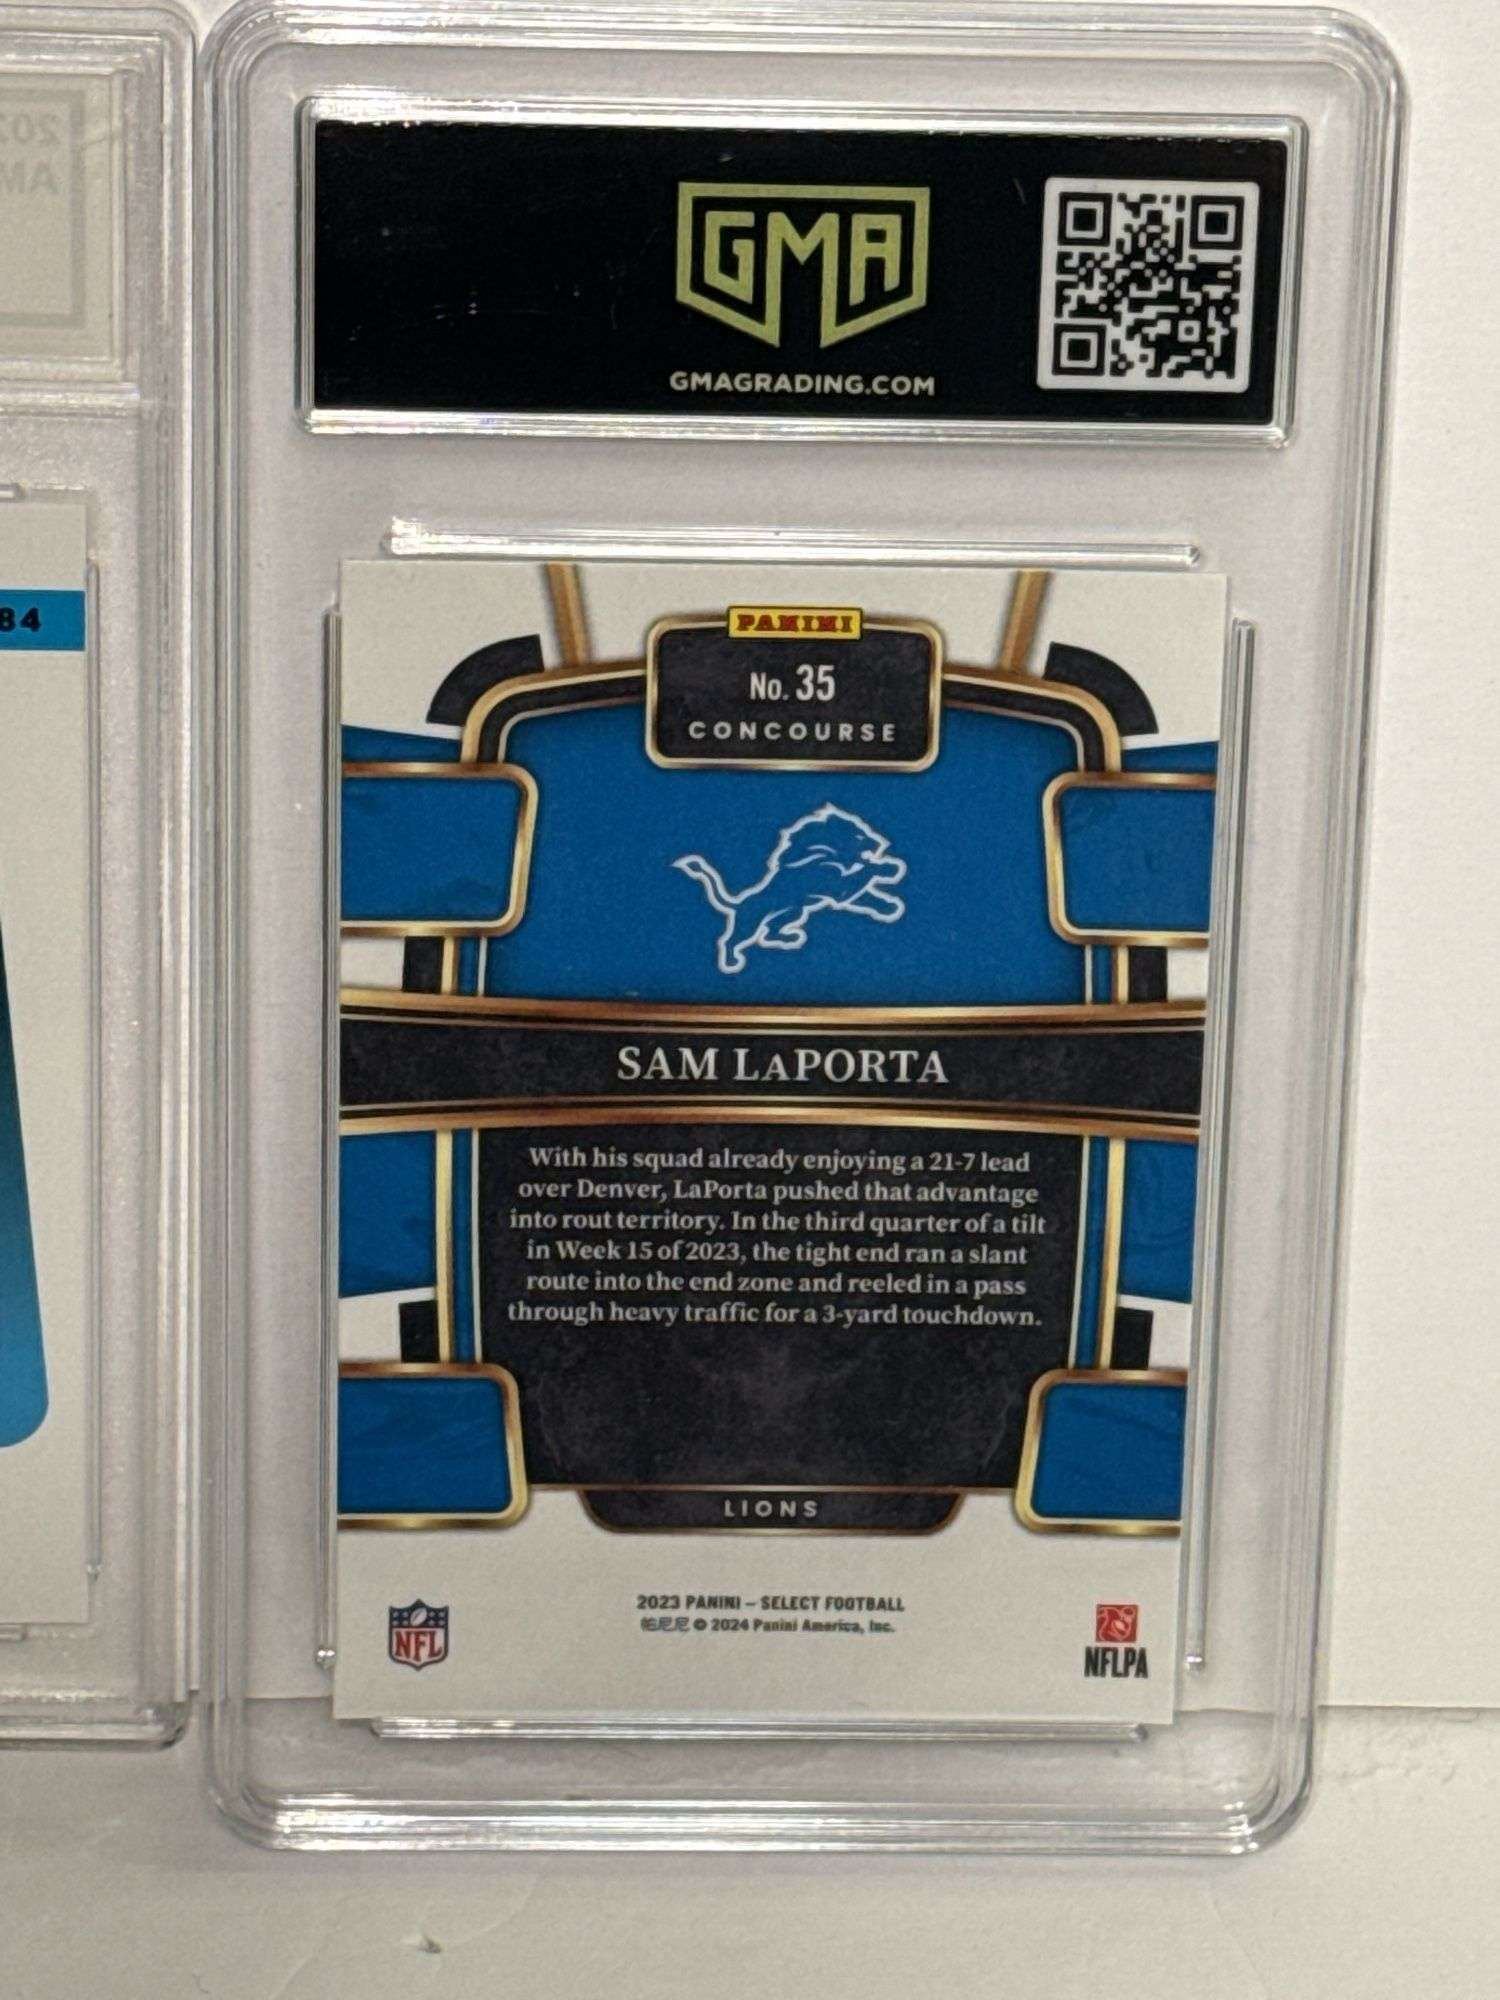 GMA
GMAGRADING.COM
84
PANINI
No. 35
CONCOURSE
SAM LaPORTA
With his squad already enjoying a 21-7 lead
over Denver, LaPorta pushed that advantage
into rout territory. In the third quarter of a tilt
in Week 15 of 2023, the tight end ran a slant
route into the end zone and reeled in a pass
through heavy traffic for a 3-yard touchdown.
LIONS
2023 PANINI – SELECT FOOTBALL
帕尼尼 © 2024 Panini America, Inc.
NFL
NFLPA